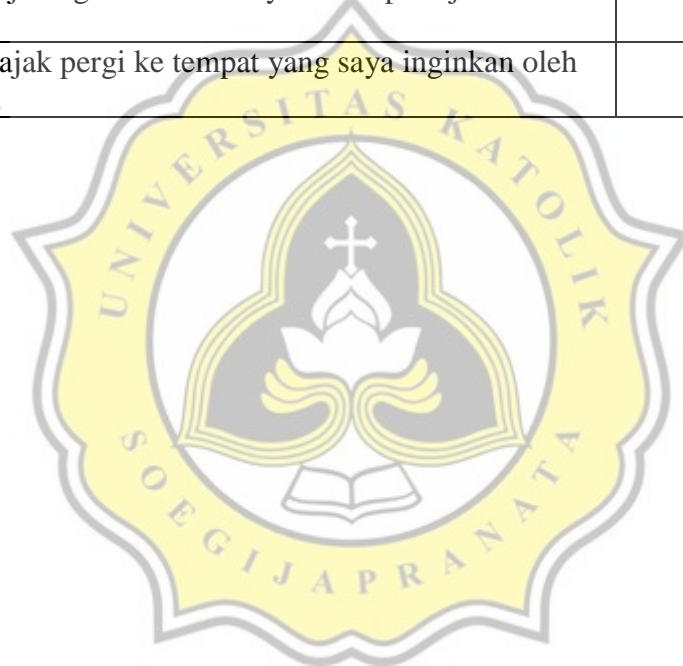 ajak pergi ke tempat yang saya inginkan oleh
UNIVERSITAS KATOLIK
SOEGIJAPRANATA